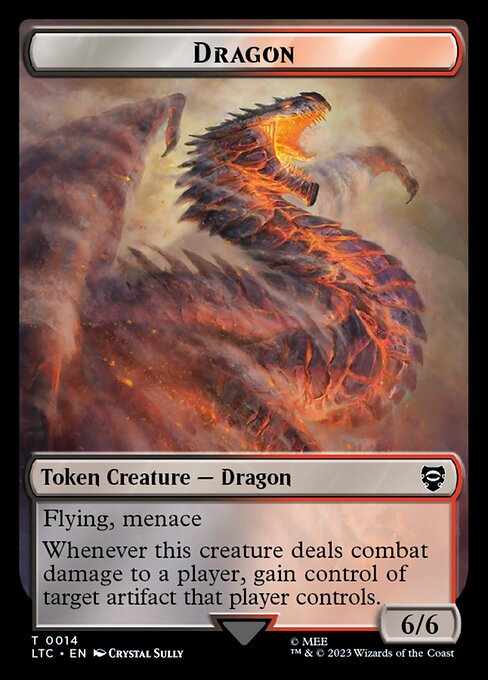 Dragon
Token Creature — Dragon
Flying, menace
Whenever this creature deals combat
damage to a player, gain control of
target artifact that player controls.
6/6
T 0014
LTC • EN Crystal Sully
© MEE
™ & © 2023 Wizards of the Coast